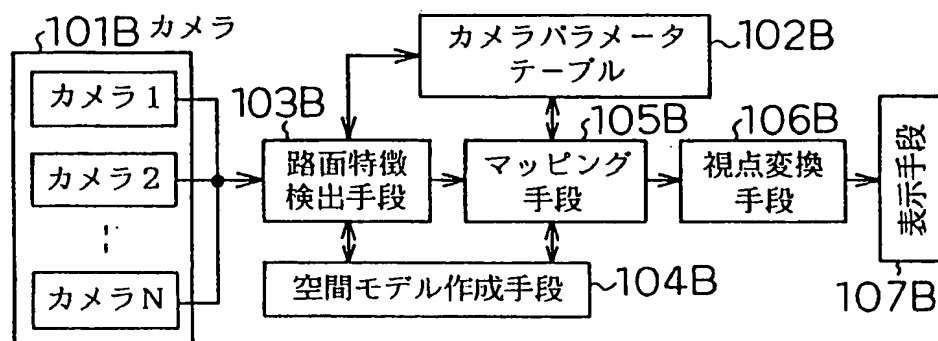 101B カメラ
カメラ1
カメラ2
カメラN
103B
路面特徴
検出手段
カメラパラメータ
テーブル
102B
105B
マッピング
手段
空間モデル作成手段
104B
106B
視点変換
手段
表示手段
107B